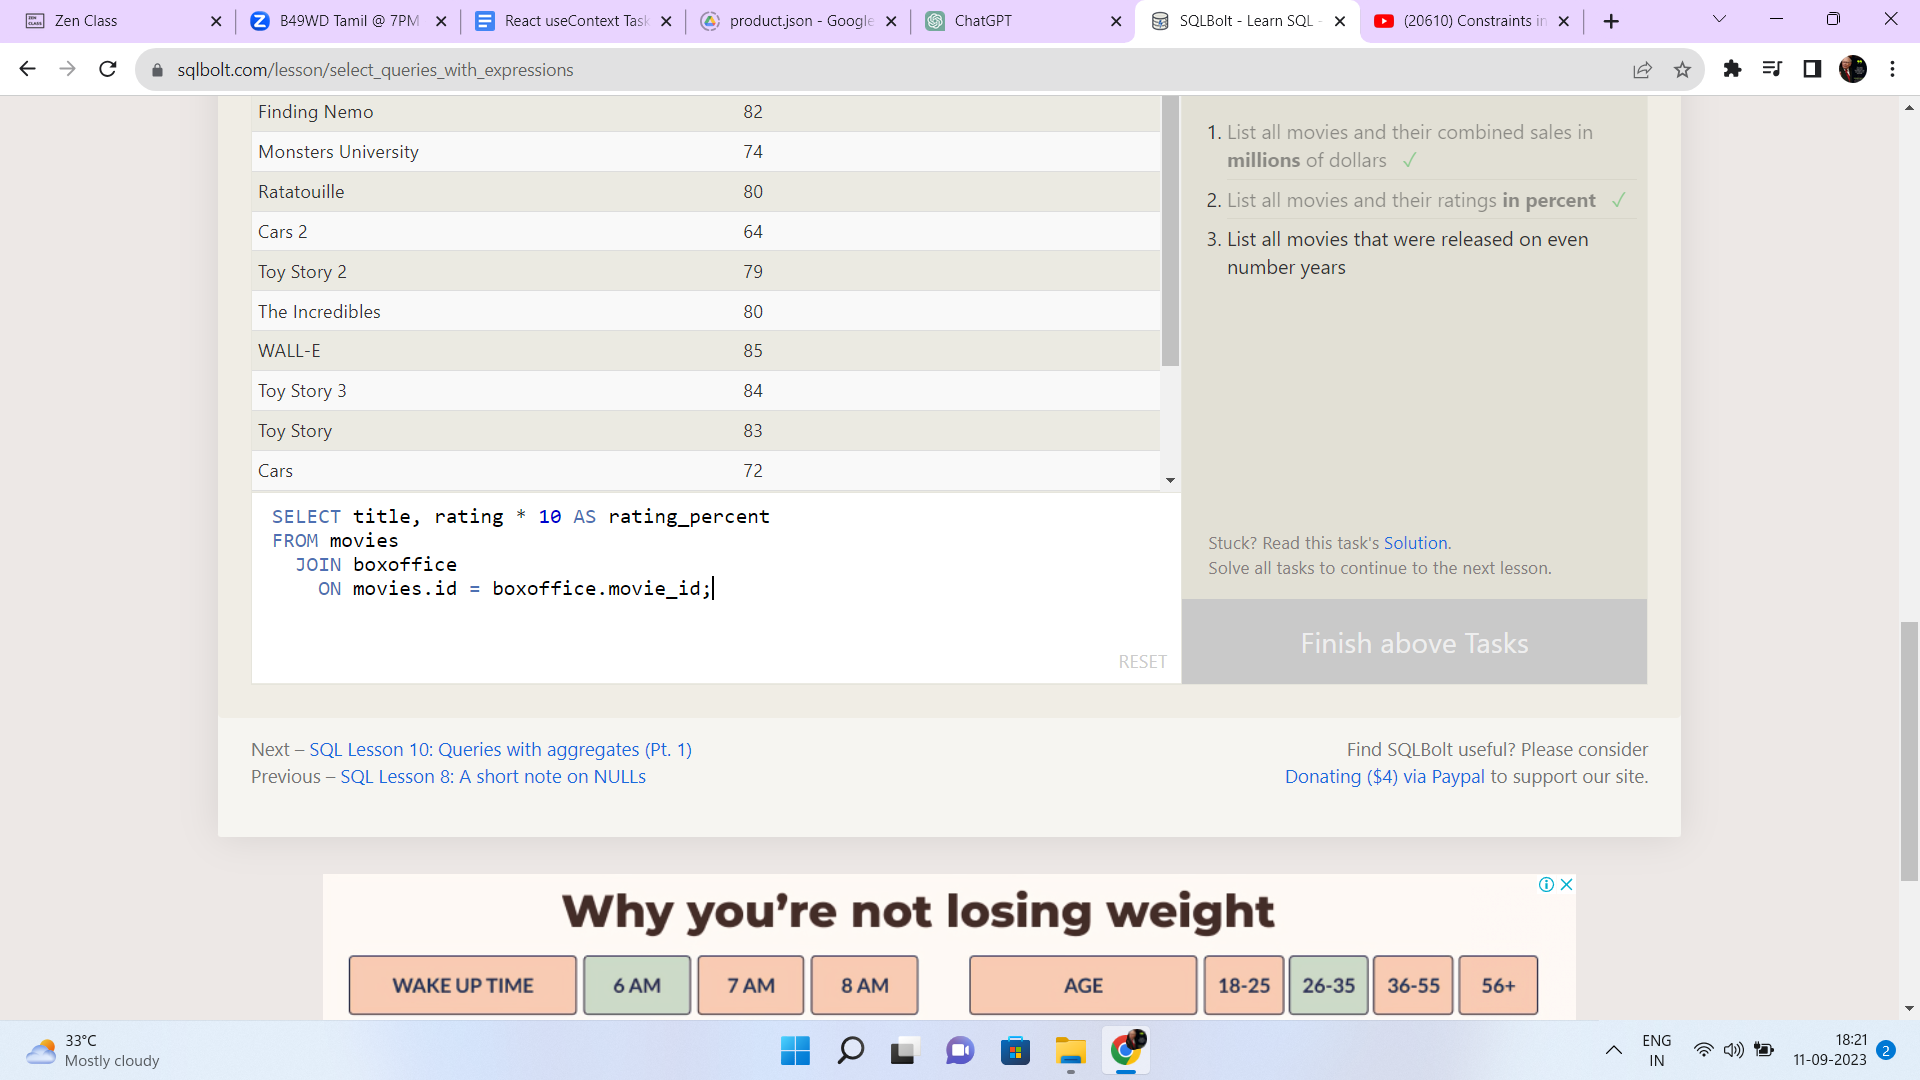 Zen Class
B49WD Tamil @ 7PM
React useContext Task
product.json - Google
ChatGPT
SQLBolt - Learn SQL -
(20610) Constraints in
sqlbolt.com/lesson/select_queries_with_expressions
Finding Nemo 82
Monsters University 74
Ratatouille 80
Cars 2 64
Toy Story 2 79
The Incredibles 80
WALL-E 85
Toy Story 3 84
Toy Story 83
Cars 72
SELECT title, rating * 10 AS rating_percent
FROM movies
JOIN boxoffice
ON movies.id = boxoffice.movie_id;
RESET
1. List all movies and their combined sales in
millions of dollars ✓
2. List all movies and their ratings in percent ✓
3. List all movies that were released on even
number years
Stuck? Read this task's Solution.
Solve all tasks to continue to the next lesson.
Finish above Tasks
Next – SQL Lesson 10: Queries with aggregates (Pt. 1)
Previous – SQL Lesson 8: A short note on NULLs
Find SQLBolt useful? Please consider
Donating ($4) via Paypal to support our site.
Why you're not losing weight
WAKE UP TIME 6 AM 7 AM 8 AM
AGE 18-25 26-35 36-55 56+
33°C
Mostly cloudy
ENG
IN
18:21
11-09-2023
2